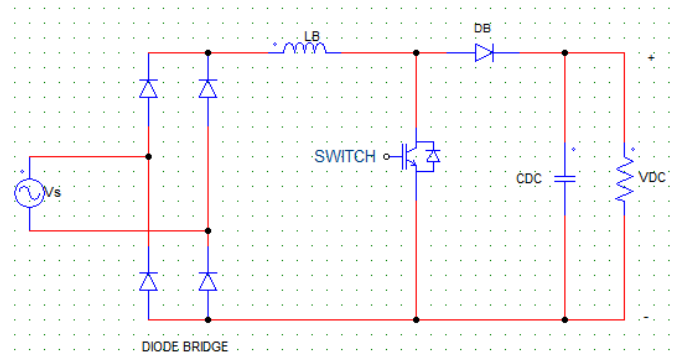 LB
DB
+
SWITCH
Vs
CDC
VDC
-
DIODE BRIDGE